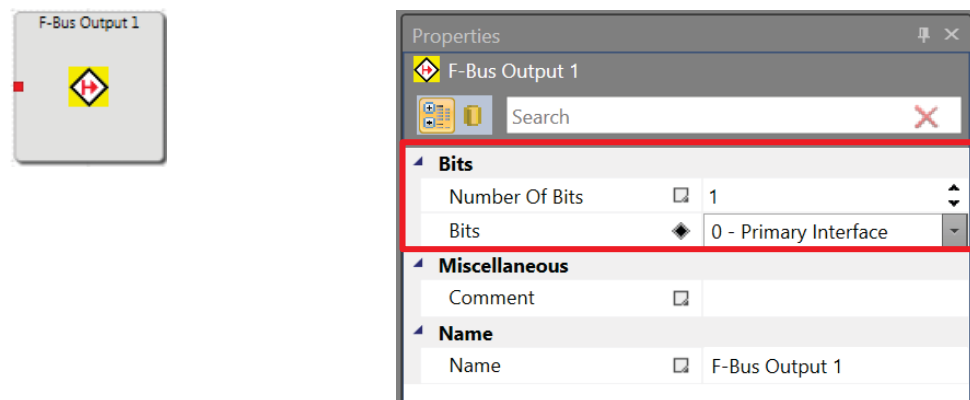 F-Bus Output 1
Properties
F-Bus Output 1
Search
Bits
Number Of Bits 1
Bits 0 - Primary Interface
Miscellaneous
Comment
Name
Name F-Bus Output 1